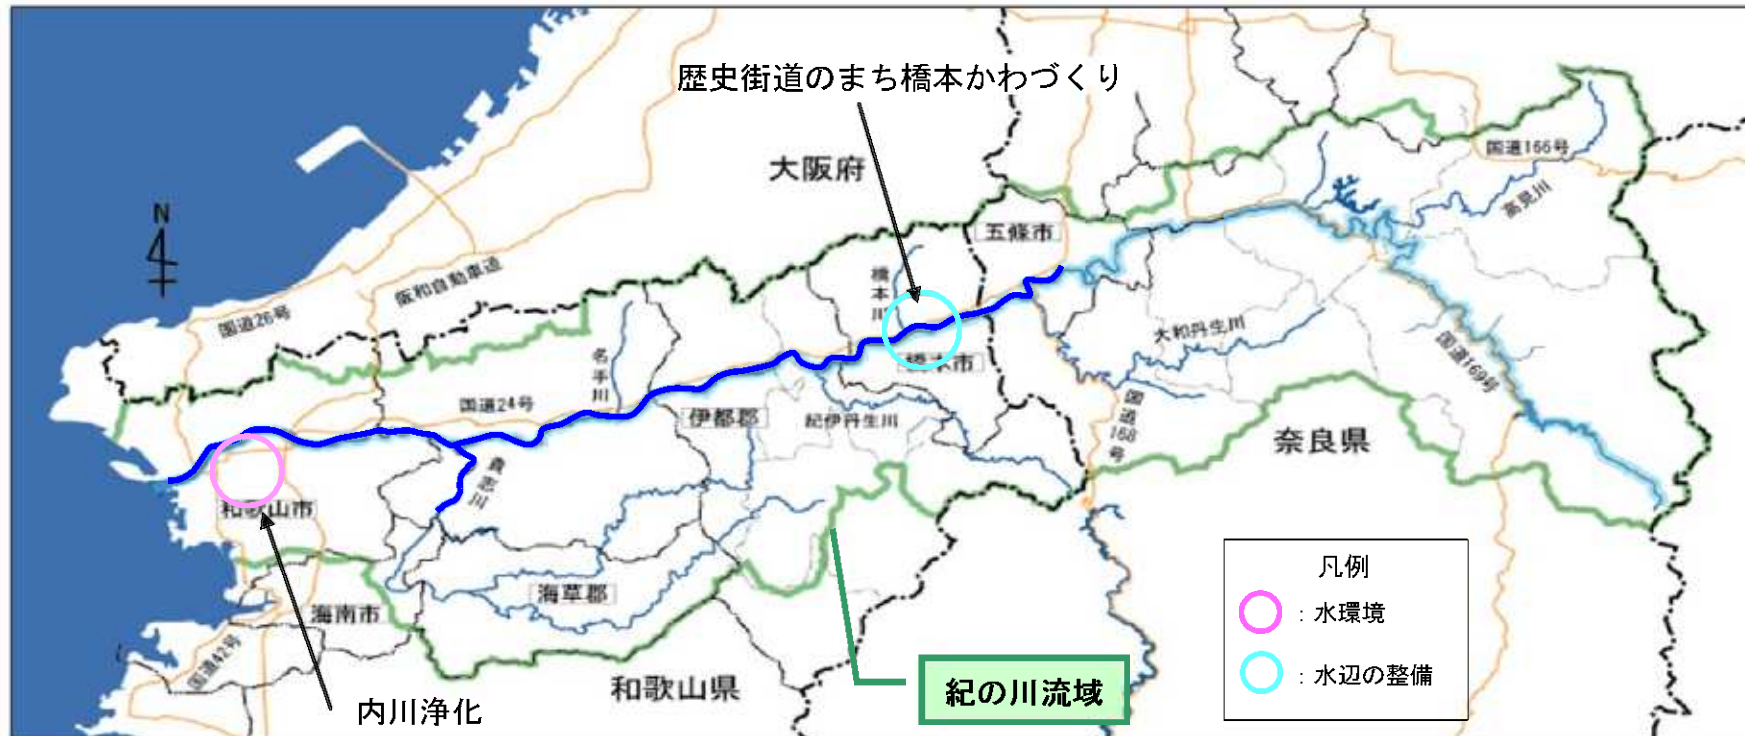 歴史街道のまち橋本かわづくり
大阪府
国道166号
高見川
N
五條市
橋本川
阪和自動車道
国道26号
大和丹生川
国道169号
名手川
橋本市
国道24号
伊都郡
紀伊丹生川
国道168号
奈良県
貴志川
和歌山市
凡例
：水環境
：水辺の整備
海草郡
海南市
国道42号
和歌山県
紀の川流域
内川浄化